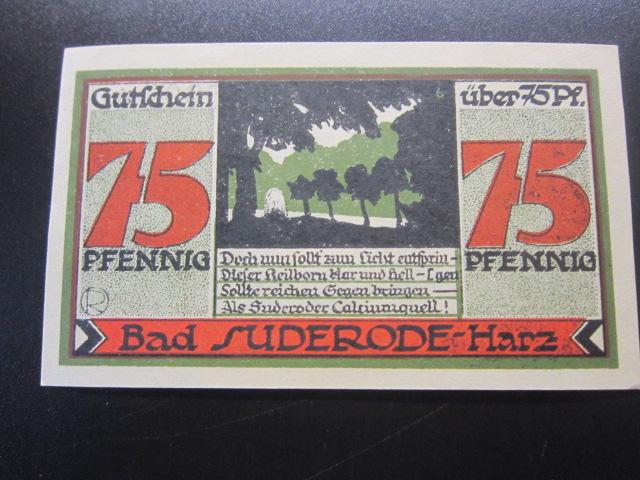 Gutschein
über 75 Pf.
75
75
PFENNIG
PFENNIG
Doch nun sollt zum Licht entsprin-
Dieser Heilborn klar und hell - [gen
Sollte reichen Segen bringen —
Als Suderoder Calciumquell!
R
Bad SUDERODE-Harz